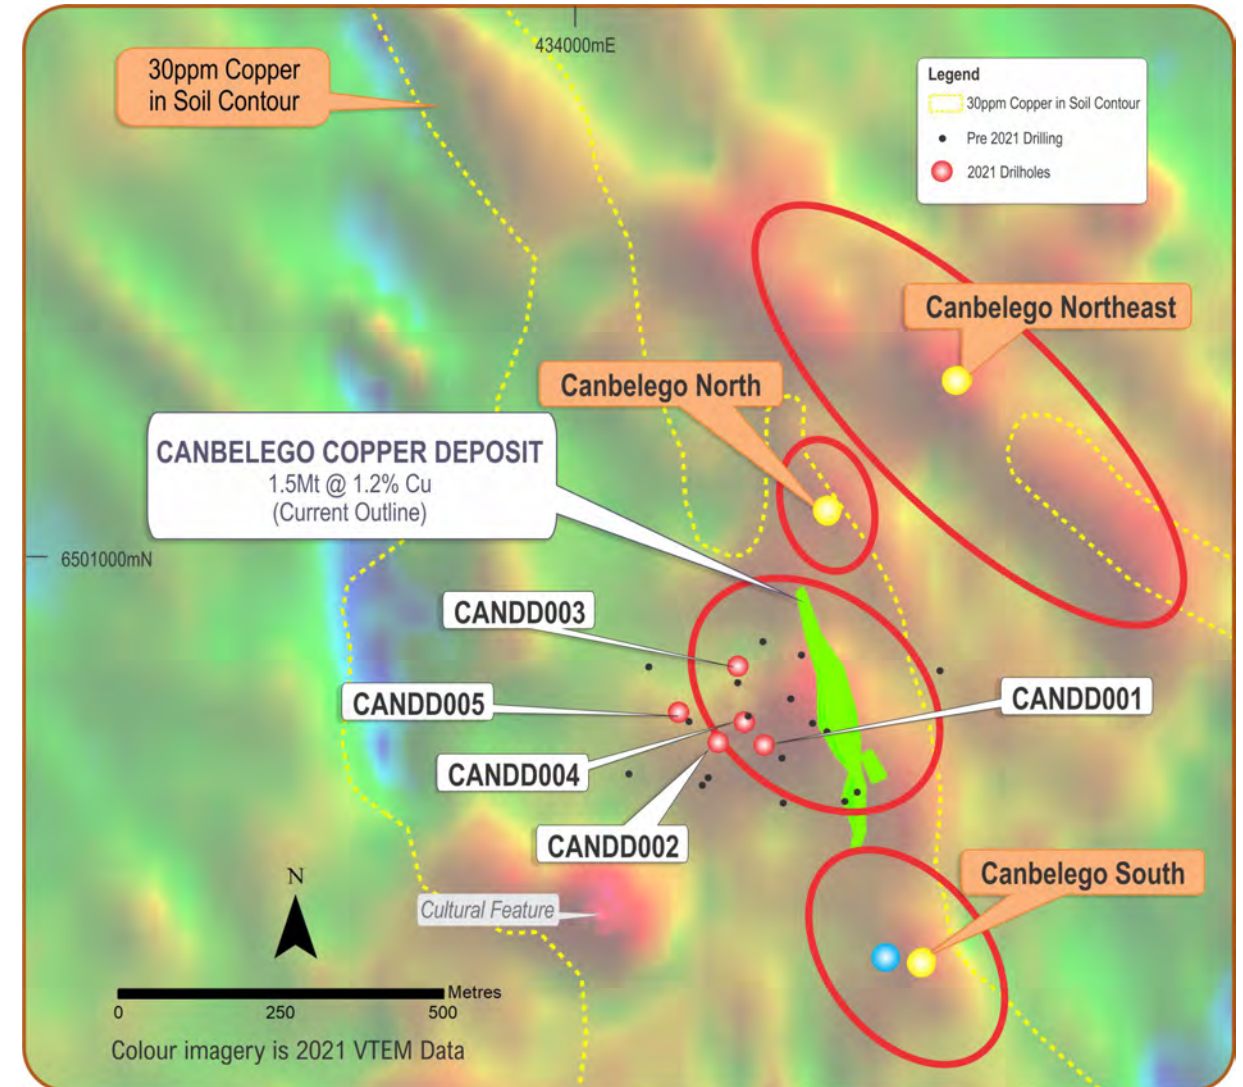 434000mE
30ppm Copper
in Soil Contour
Legend
30ppm Copper in Soil Contour
Pre 2021 Drilling
2021 Drilholes
Canbelego Northeast
Canbelego North
CANBELEGO COPPER DEPOSIT
1.5Mt @ 1.2% Cu
(Current Outline)
6501000mN
CANDD003
CANDD005
CANDD001
CANDD004
CANDD002
Canbelego South
N
Cultural Feature
Metres
0 250 500
Colour imagery is 2021 VTEM Data